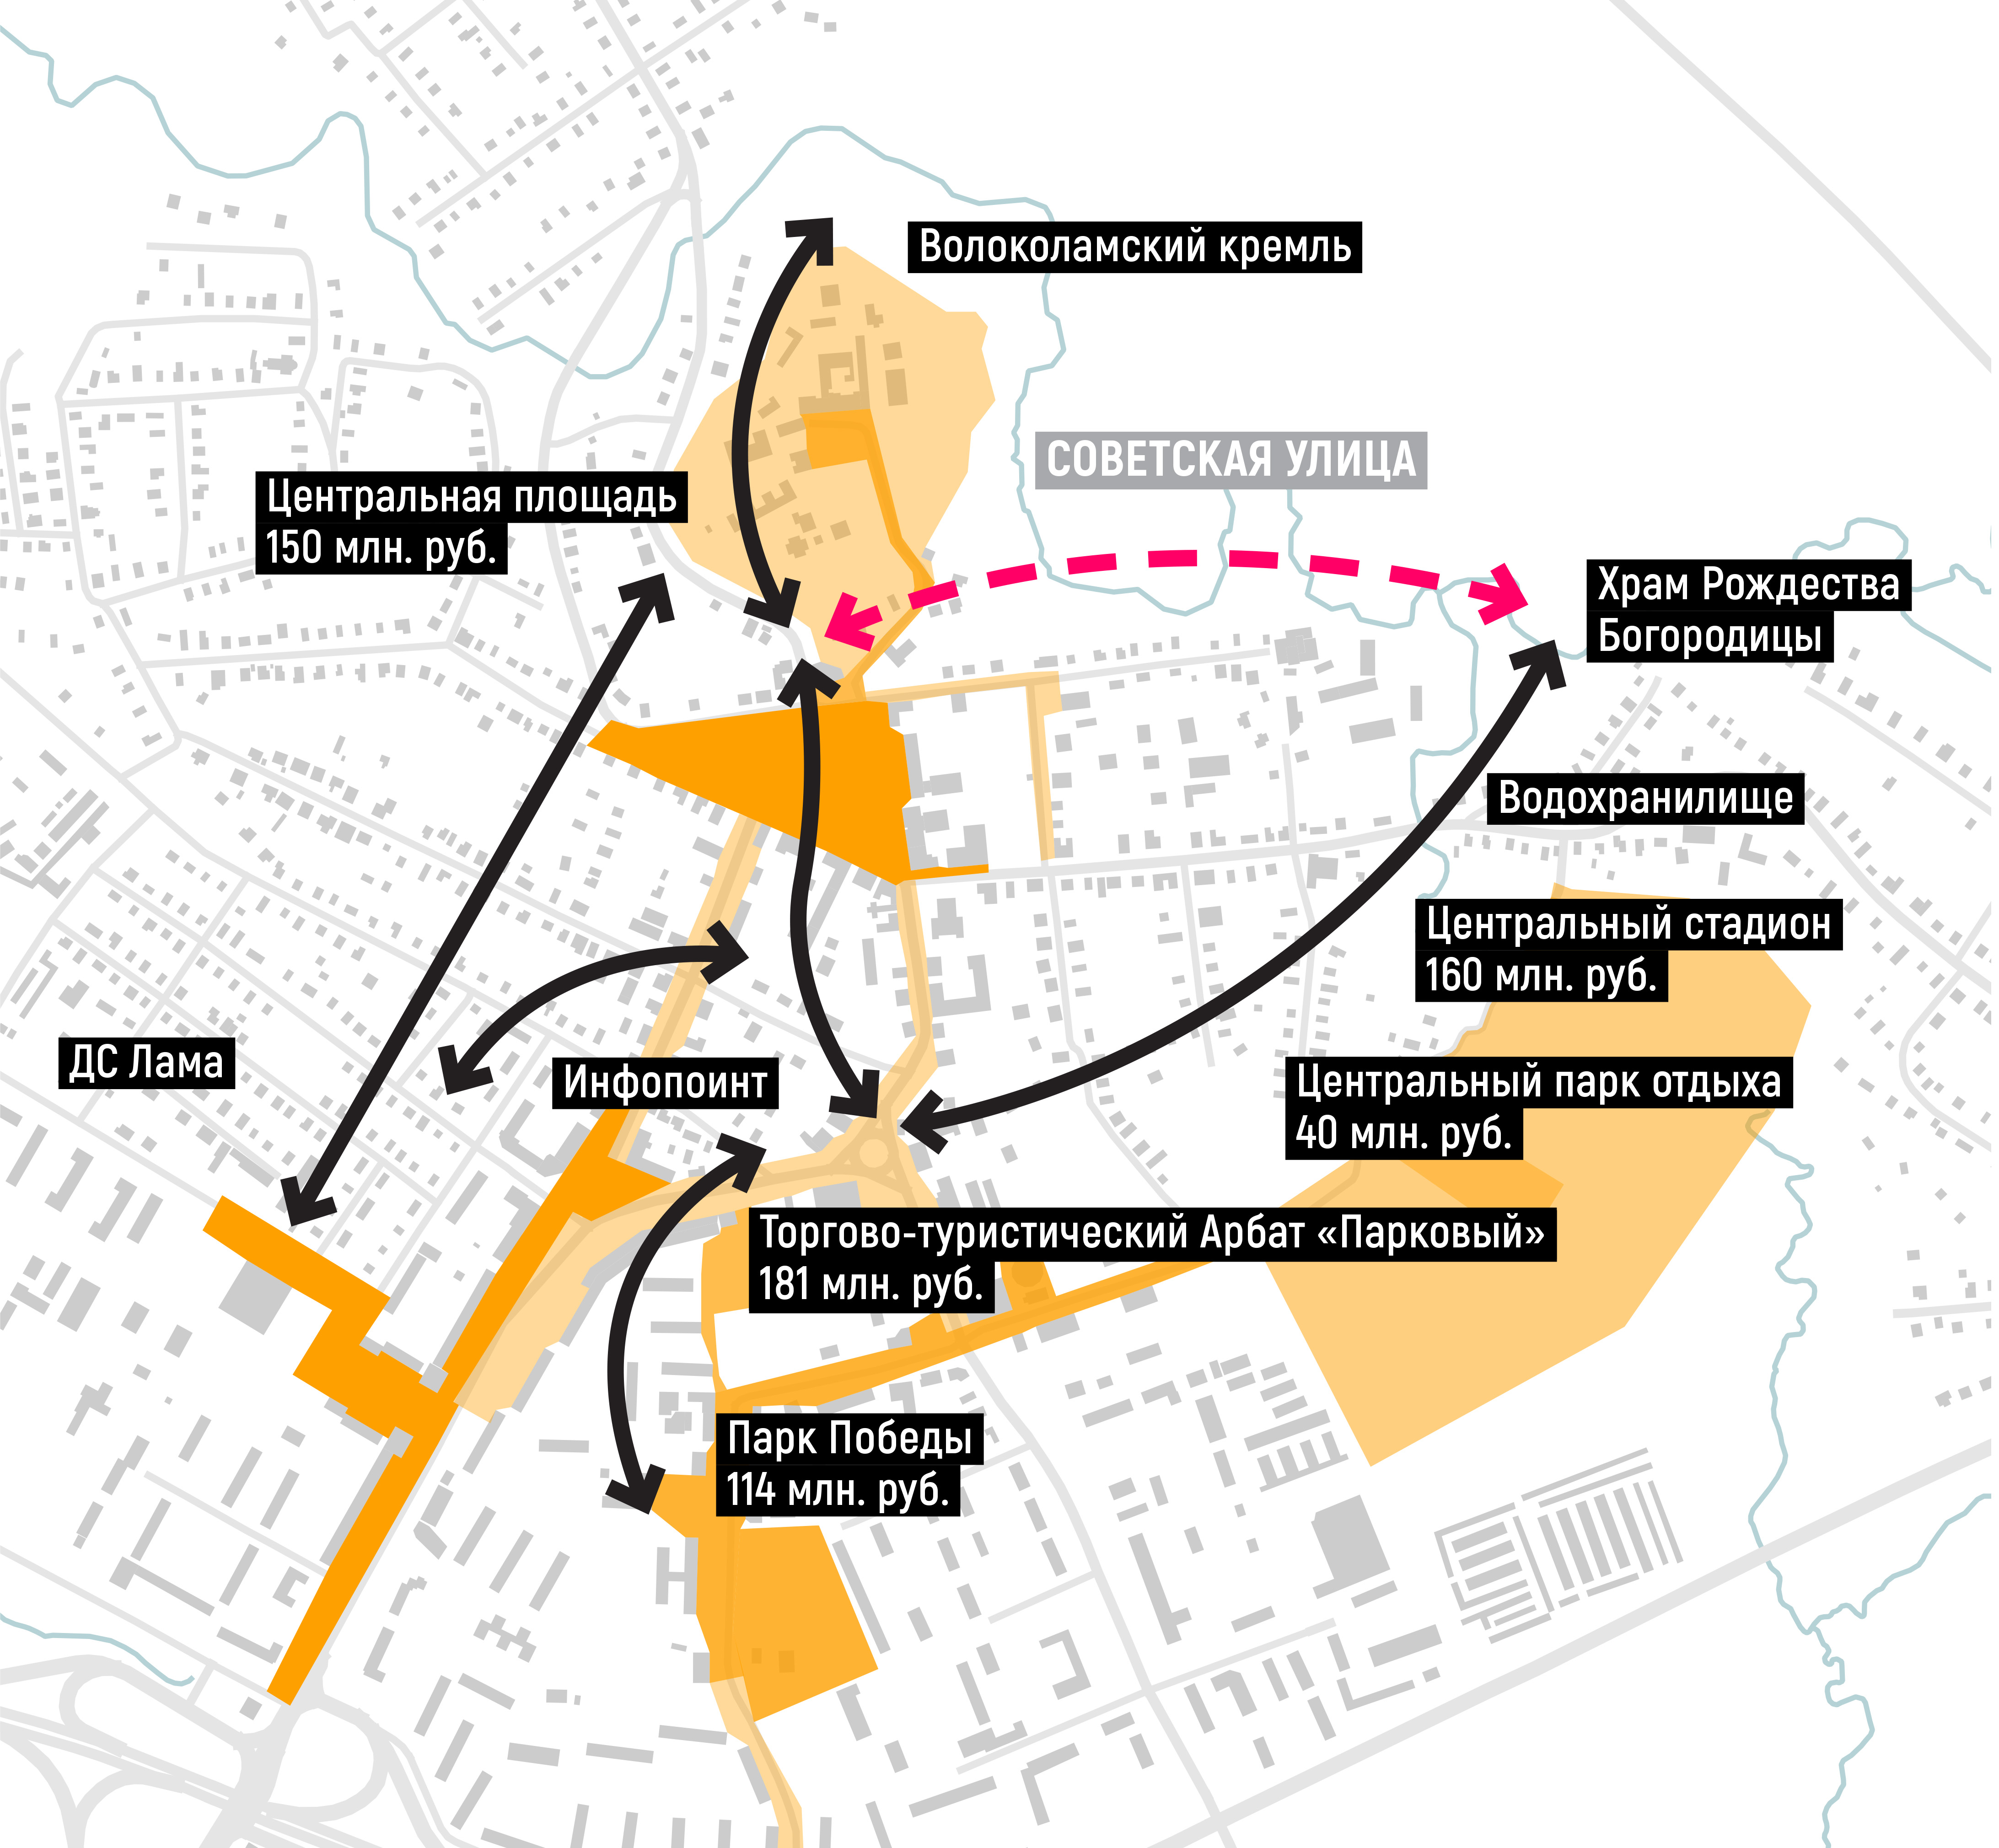 Волоколамский кремль
СОВЕТСКАЯ УЛИЦА
Центральная площадь
150 млн. руб.
Храм Рождества
Богородицы
Водохранилище
Центральный стадион
160 млн. руб.
ДС Лама
Инфопоинт
Центральный парк отдыха
40 млн. руб.
Торгово-туристический Арбат «Парковый»
181 млн. руб.
Парк Победы
114 млн. руб.